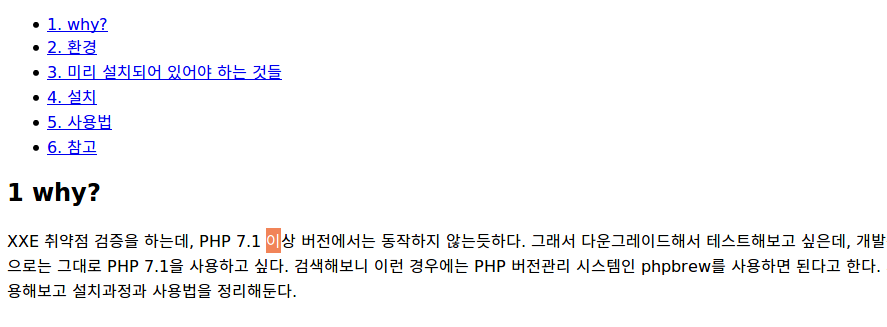 1. why?
2. 환경
3. 미리 설치되어 있어야 하는 것들
4. 설치
5. 사용법
6. 참고
1 why?
XXE 취약점 검증을 하는데, PHP 7.1 이상 버전에서는 동작하지 않는듯하다. 그래서 다운그레이드해서 테스트해보고 싶은데, 개발
으로는 그대로 PHP 7.1을 사용하고 싶다. 검색해보니 이런 경우에는 PHP 버전관리 시스템인 phpbrew를 사용하면 된다고 한다.
용해보고 설치과정과 사용법을 정리해둔다.